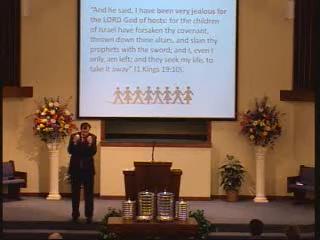 "And he said, I have been very jealous for
the LORD God of hosts: for the children
of Israel have forsaken thy covenant,
thrown down thine altars, and slain thy
prophets with the sword; and I, even I
only, am left; and they seek my life, to
take it away" (1 Kings 19:10).